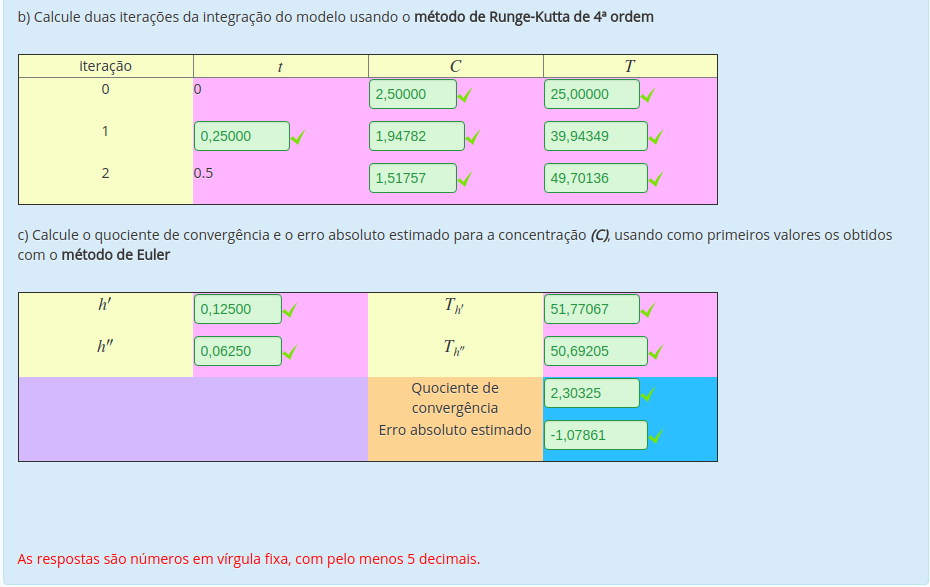 b) Calcule duas iterações da integração do modelo usando o método de Runge-Kutta de 4ª ordem
iteração t C T
0 0 2,50000 25,00000
1 0,25000 1,94782 39,94349
2 0.5 1,51757 49,70136
c) Calcule o quociente de convergência e o erro absoluto estimado para a concentração (C), usando como primeiros valores os obtidos
com o método de Euler
h′ 0,12500 Th′ 51,77067
h″ 0,06250 Th″ 50,69205
Quociente de
convergência 2,30325
Erro absoluto estimado -1,07861
As respostas são números em vírgula fixa, com pelo menos 5 decimais.